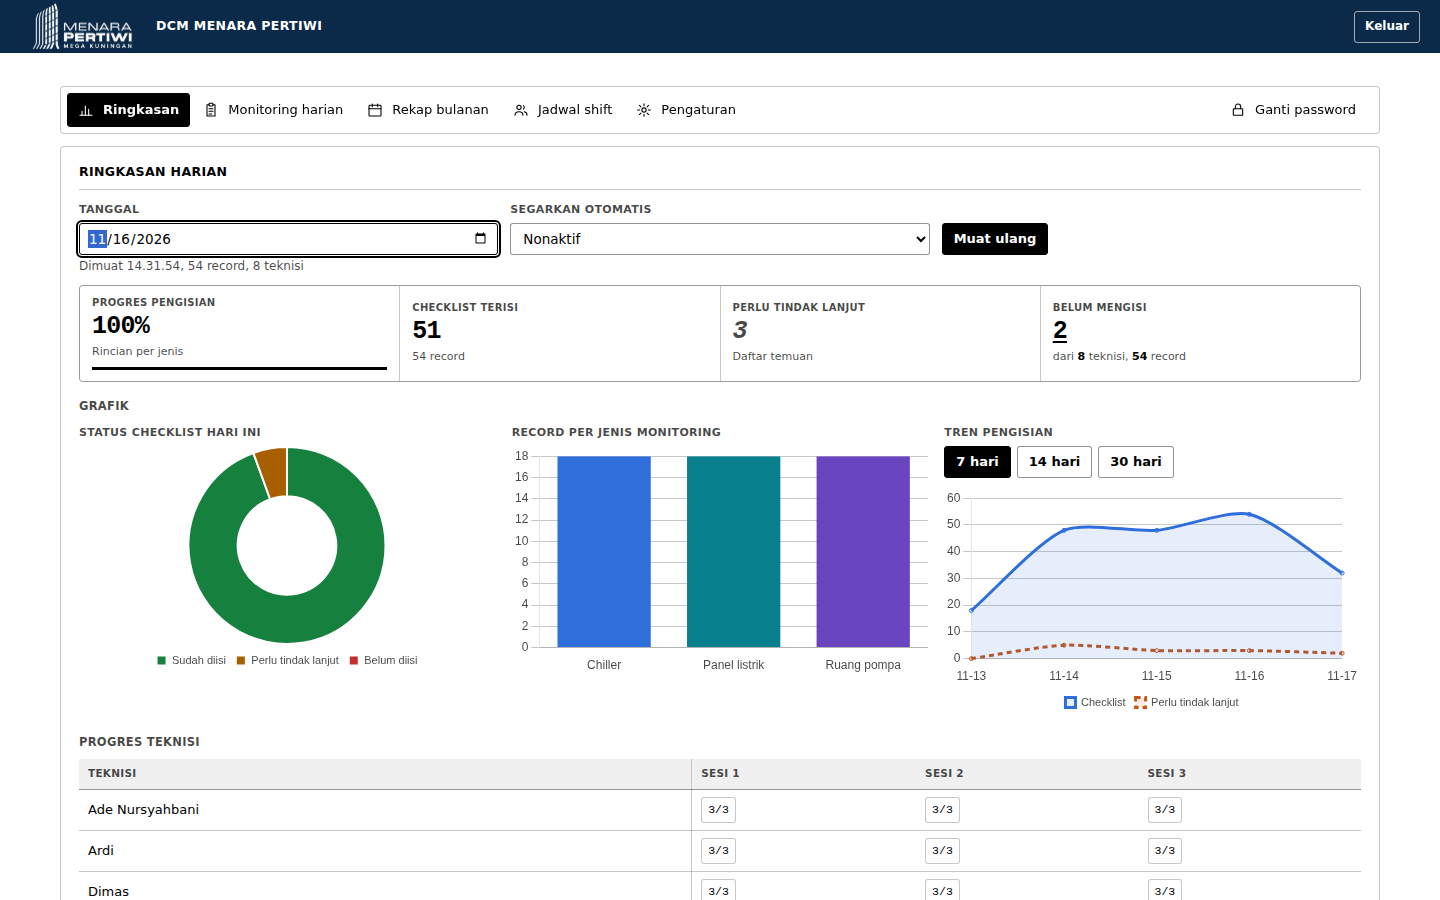 MENARA
PERTIWI
MEGA KUNINGAN
DCM MENARA PERTIWI
Keluar
Ringkasan
Monitoring harian
Rekap bulanan
Jadwal shift
Pengaturan
Ganti password
RINGKASAN HARIAN
TANGGAL
SEGARKAN OTOMATIS
11/16/2026
Nonaktif
Muat ulang
Dimuat 14.31.54, 54 record, 8 teknisi
PROGRES PENGISIAN
100%
Rincian per jenis
CHECKLIST TERISI
51
54 record
PERLU TINDAK LANJUT
3
Daftar temuan
BELUM MENGISI
2
dari 8 teknisi, 54 record
GRAFIK
STATUS CHECKLIST HARI INI
Sudah diisi
Perlu tindak lanjut
Belum diisi
RECORD PER JENIS MONITORING
18
16
14
12
10
8
6
4
2
0
Chiller
Panel listrik
Ruang pompa
TREN PENGISIAN
7 hari
14 hari
30 hari
60
50
40
30
20
10
0
11-13
11-14
11-15
11-16
11-17
Checklist
Perlu tindak lanjut
PROGRES TEKNISI
TEKNISI SESI 1 SESI 2 SESI 3
Ade Nursyahbani 3/3 3/3 3/3
Ardi 3/3 3/3 3/3
Dimas 3/3 3/3 3/3